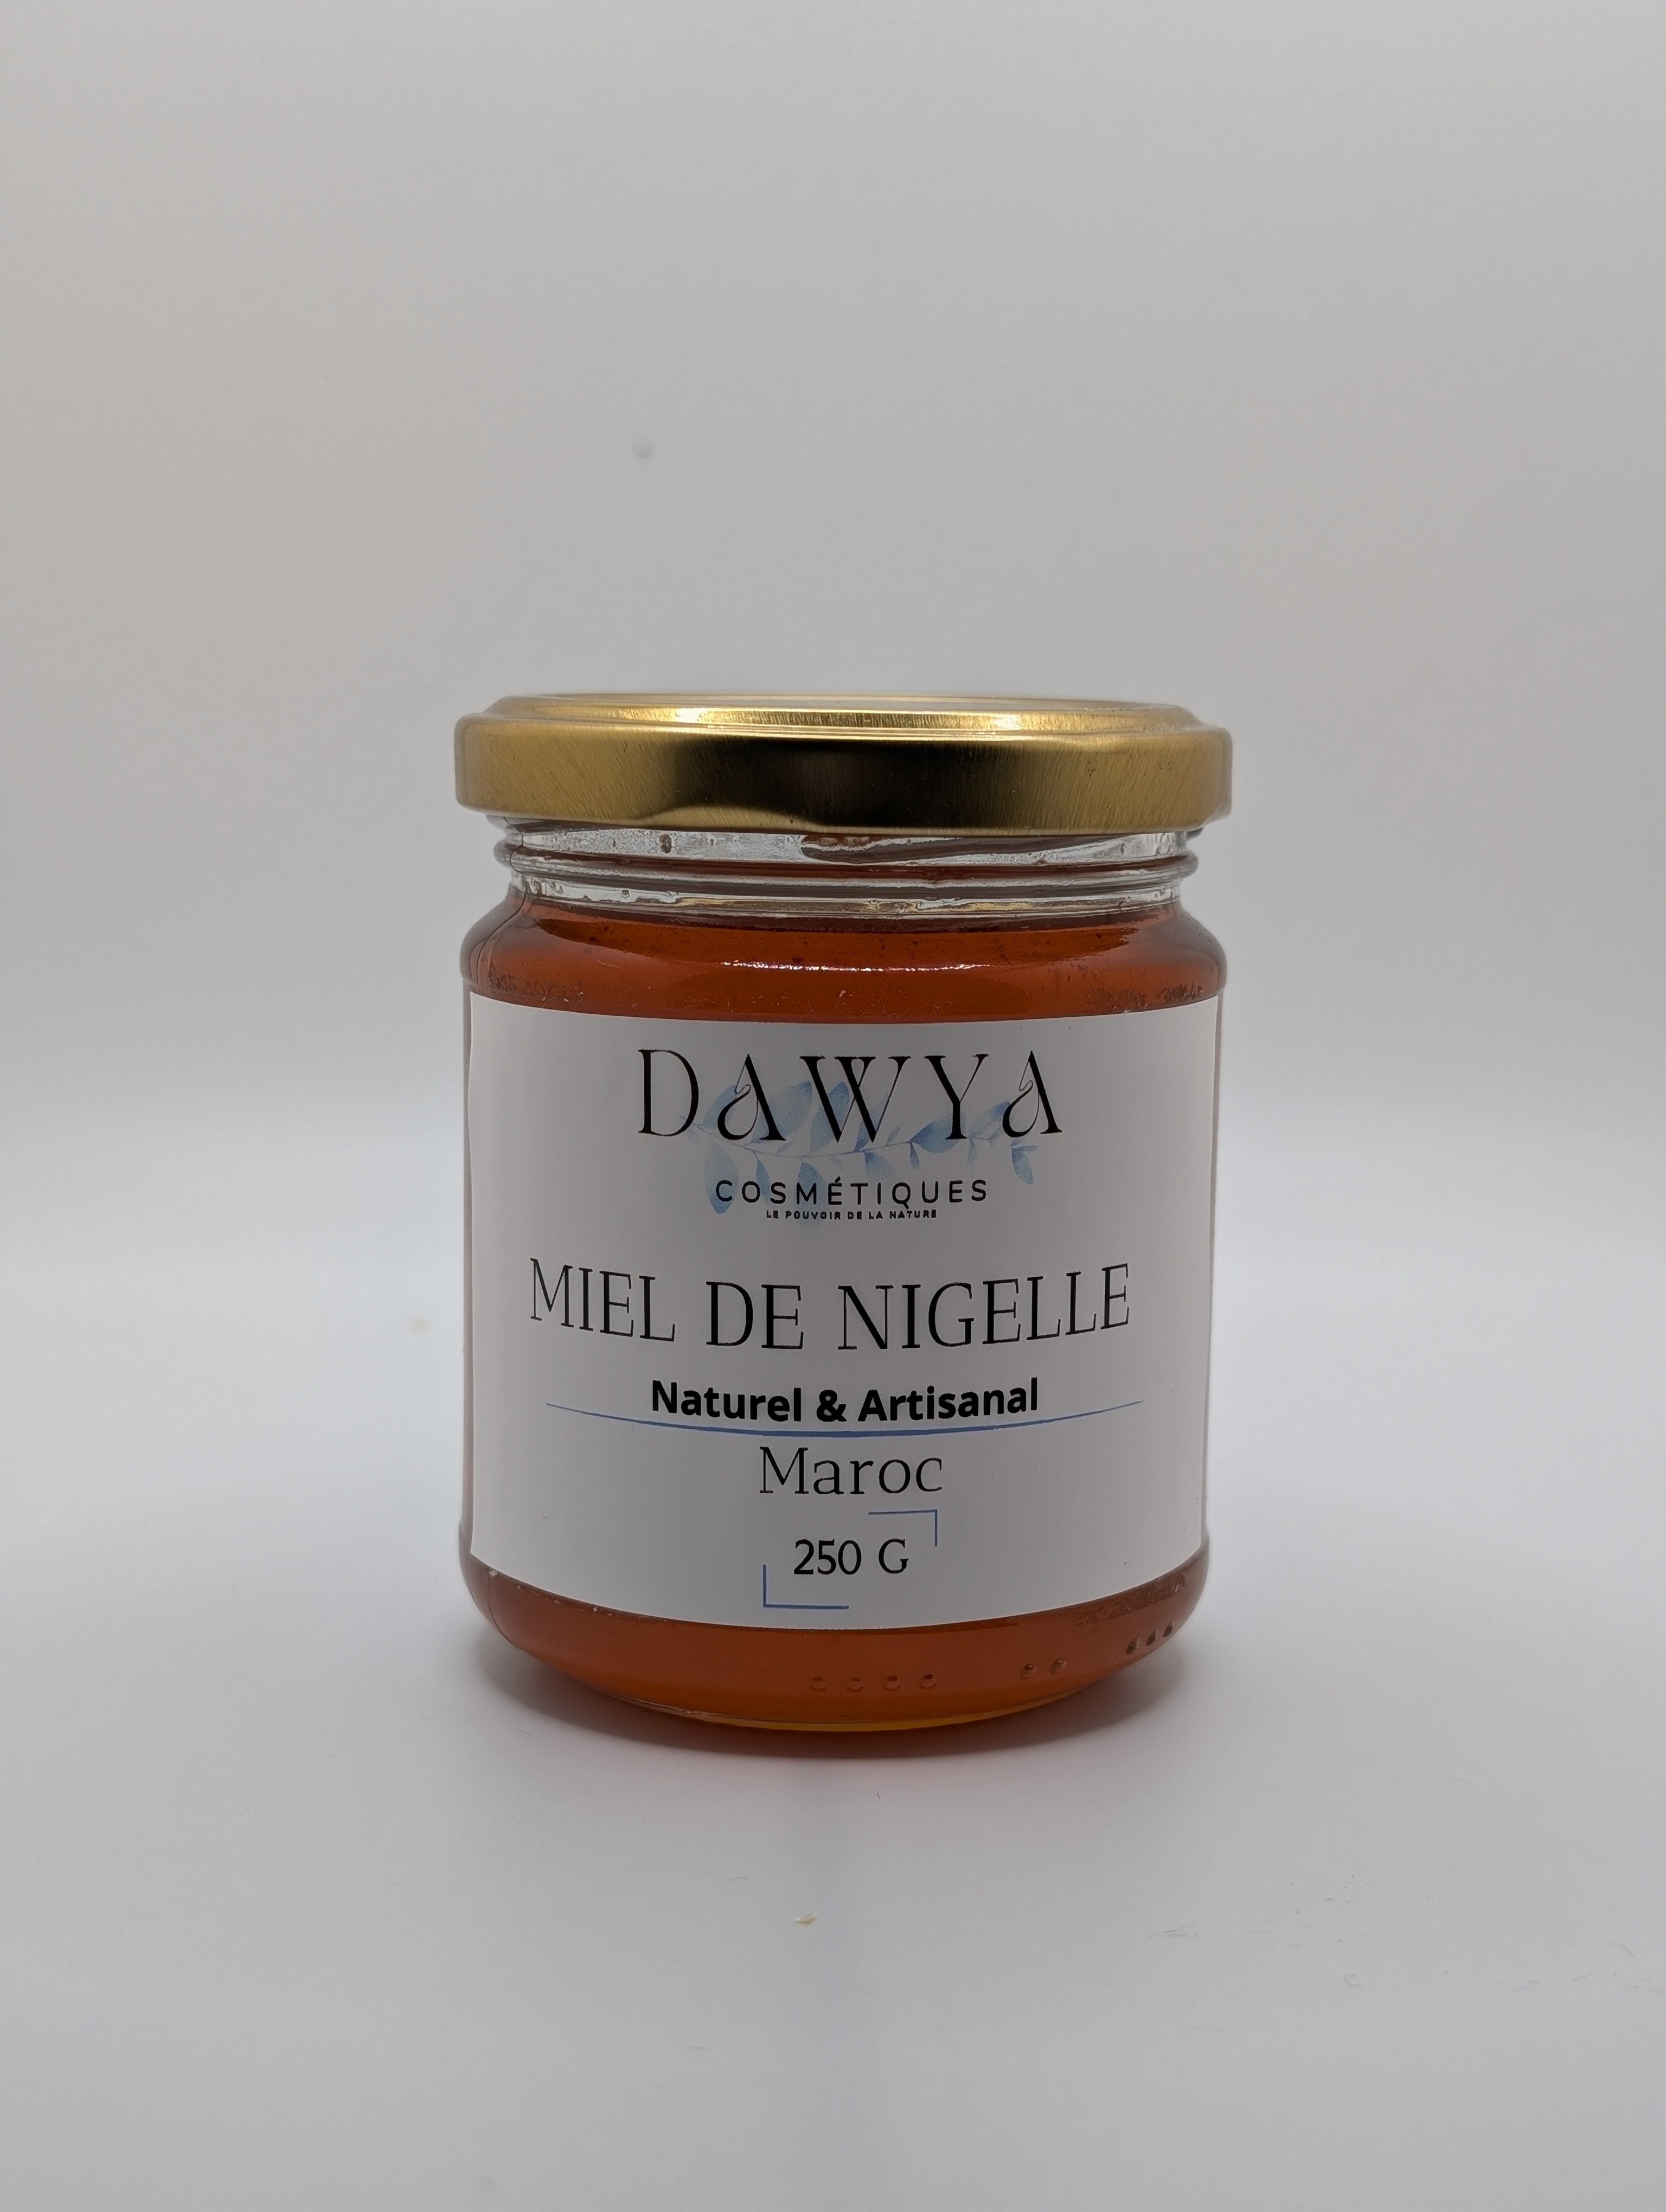 DAWYA
COSMÉTIQUES
LE POUVOIR DE LA NATURE
MIEL DE NIGELLE
Naturel & Artisanal
Maroc
250 G